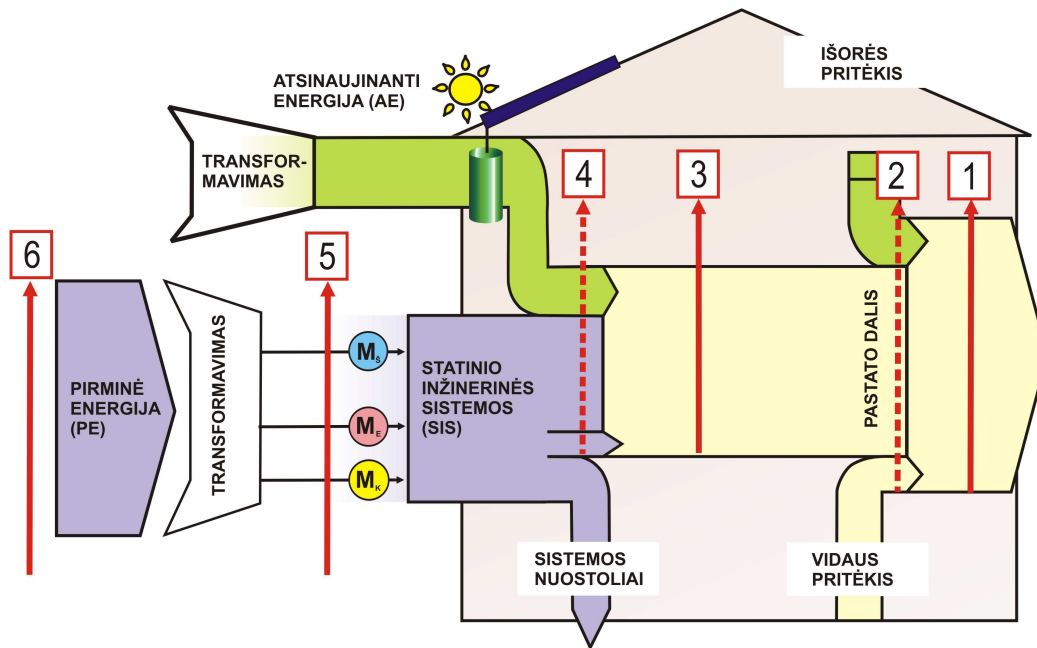 IŠORĖS
PRITĖKIS
ATSINAUJINANTI
ENERGIJA (AE)
TRANSFOR-
MAVIMAS
4
3
2
1
6
5
PIRMINĖ
ENERGIJA
(PE)
TRANSFORMAVIMAS
MŠ
ME
MK
STATINIO
INŽINERINĖS
SISTEMOS
(SIS)
PASTATO DALIS
SISTEMOS
NUOSTOLIAI
VIDAUS
PRITĖKIS